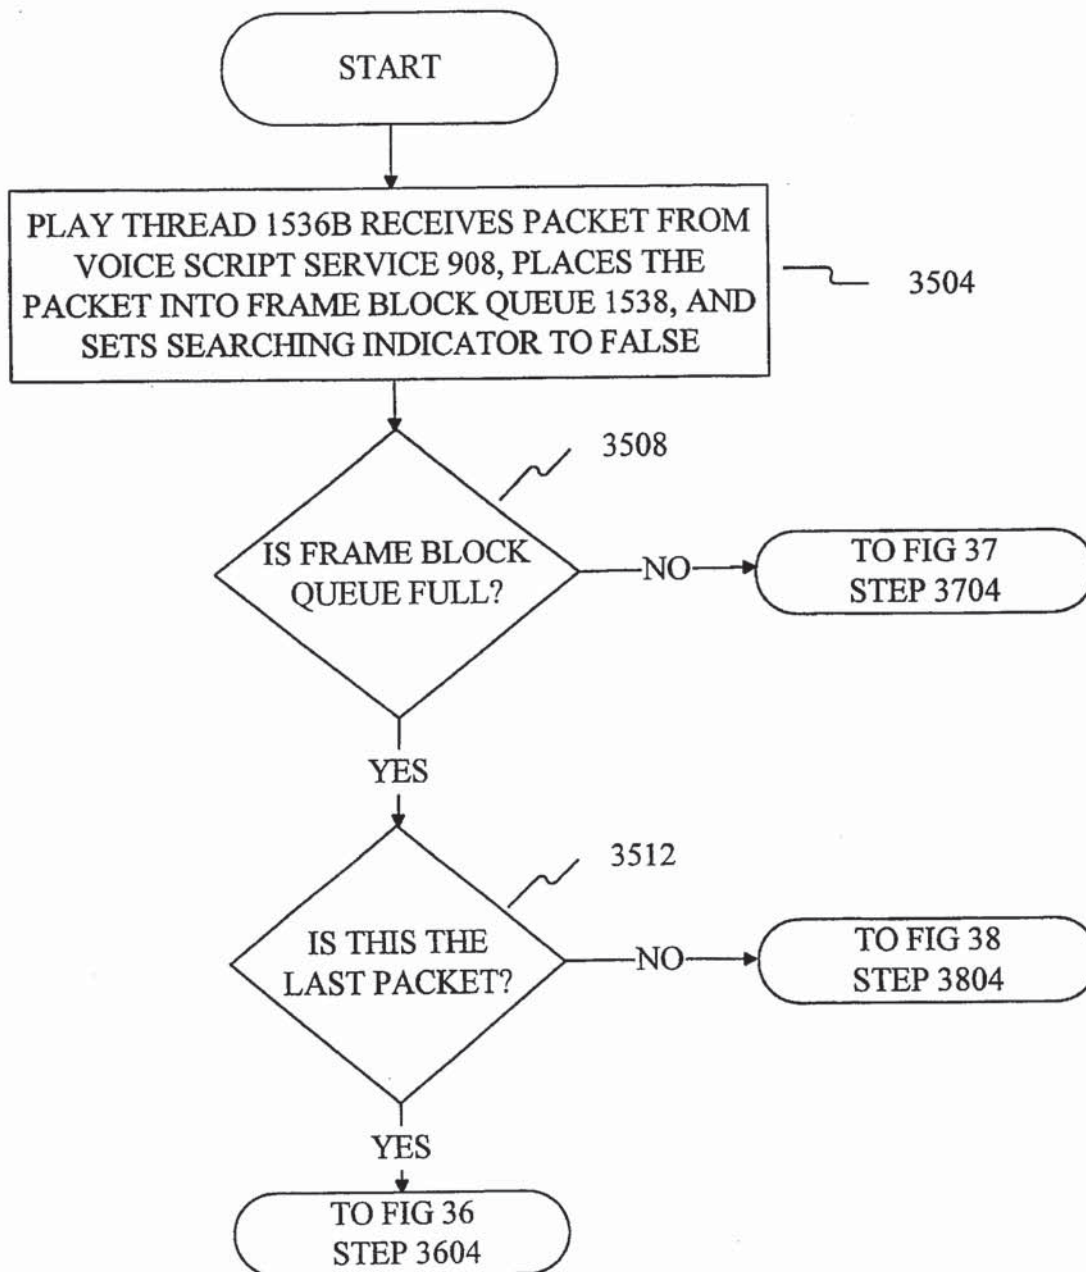 START
PLAY THREAD 1536B RECEIVES PACKET FROM
VOICE SCRIPT SERVICE 908, PLACES THE
PACKET INTO FRAME BLOCK QUEUE 1538, AND
SETS SEARCHING INDICATOR TO FALSE
3504
3508
IS FRAME BLOCK
QUEUE FULL?
NO
TO FIG 37
STEP 3704
YES
3512
IS THIS THE
LAST PACKET?
NO
TO FIG 38
STEP 3804
YES
TO FIG 36
STEP 3604